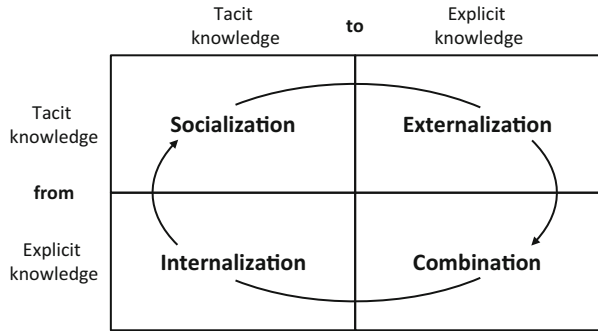 Tacit
knowledge
to
Explicit
knowledge
Tacit
knowledge
Socialization
Externalization
from
Explicit
knowledge
Internalization
Combination